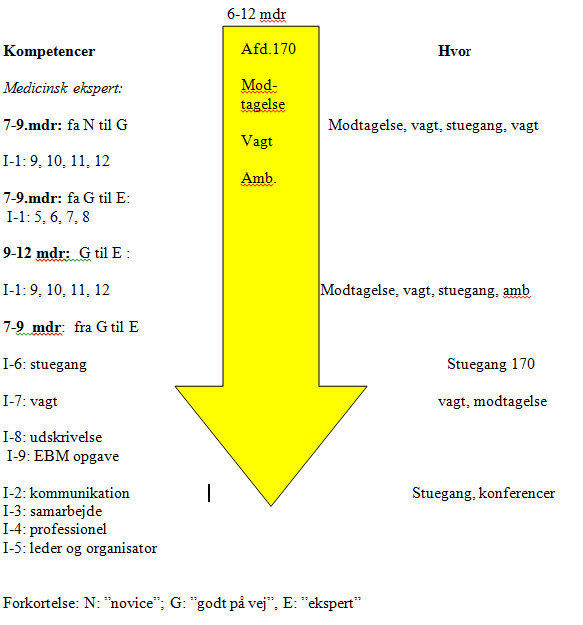 6-12 mdr
Kompetencer
Afd.170
Hvor
Medicinsk ekspert:
Mod-
tagelse
7-9.mdr: fa N til G
Modtagelse, vagt, stuegang, vagt
Vagt
I-1: 9, 10, 11, 12
Amb.
7-9.mdr: fa G til E:
I-1: 5, 6, 7, 8
9-12 mdr: G til E :
I-1: 9, 10, 11, 12
Modtagelse, vagt, stuegang, amb
7-9 mdr: fra G til E
I-6: stuegang
Stuegang 170
I-7: vagt
vagt, modtagelse
I-8: udskrivelse
I-9: EBM opgave
I-2: kommunikation
Stuegang, konferencer
I-3: samarbejde
I-4: professionel
I-5: leder og organisator
Forkortelse: N: ”novice”; G: ”godt på vej”, E: ”ekspert”